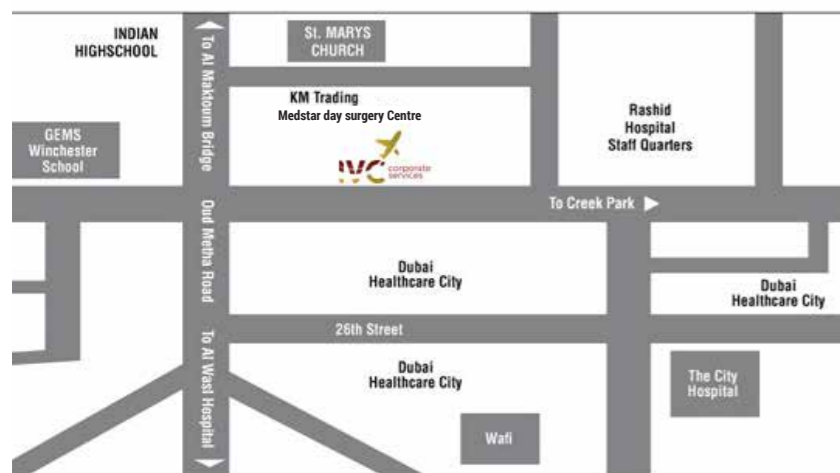 INDIAN
HIGHSCHOOL
St. MARYS
CHURCH
To Al Maktoum Bridge
KM Trading
Medstar day surgery Centre
GEMS
Winchester
School
Rashid
Hospital
Staff Quarters
IVC corporate
services
To Creek Park
Oud Metha Road
Dubai
Healthcare City
Dubai
Healthcare City
26th Street
To Al Wasl Hospital
Dubai
Healthcare City
The City
Hospital
Wafi